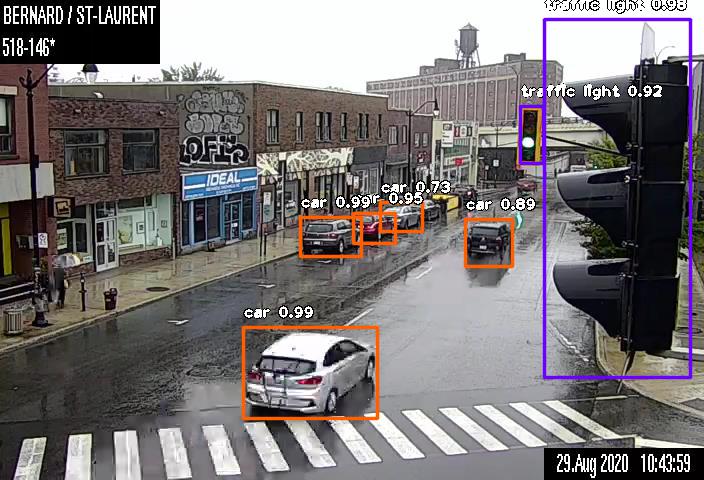 BERNARD / ST-LAURENT
518-146*
traffic light 0.98
traffic light 0.92
IDEAL
car 0.99
car 0.95
car 0.73
car 0.89
car 0.99
29.Aug 2020 10:43:59